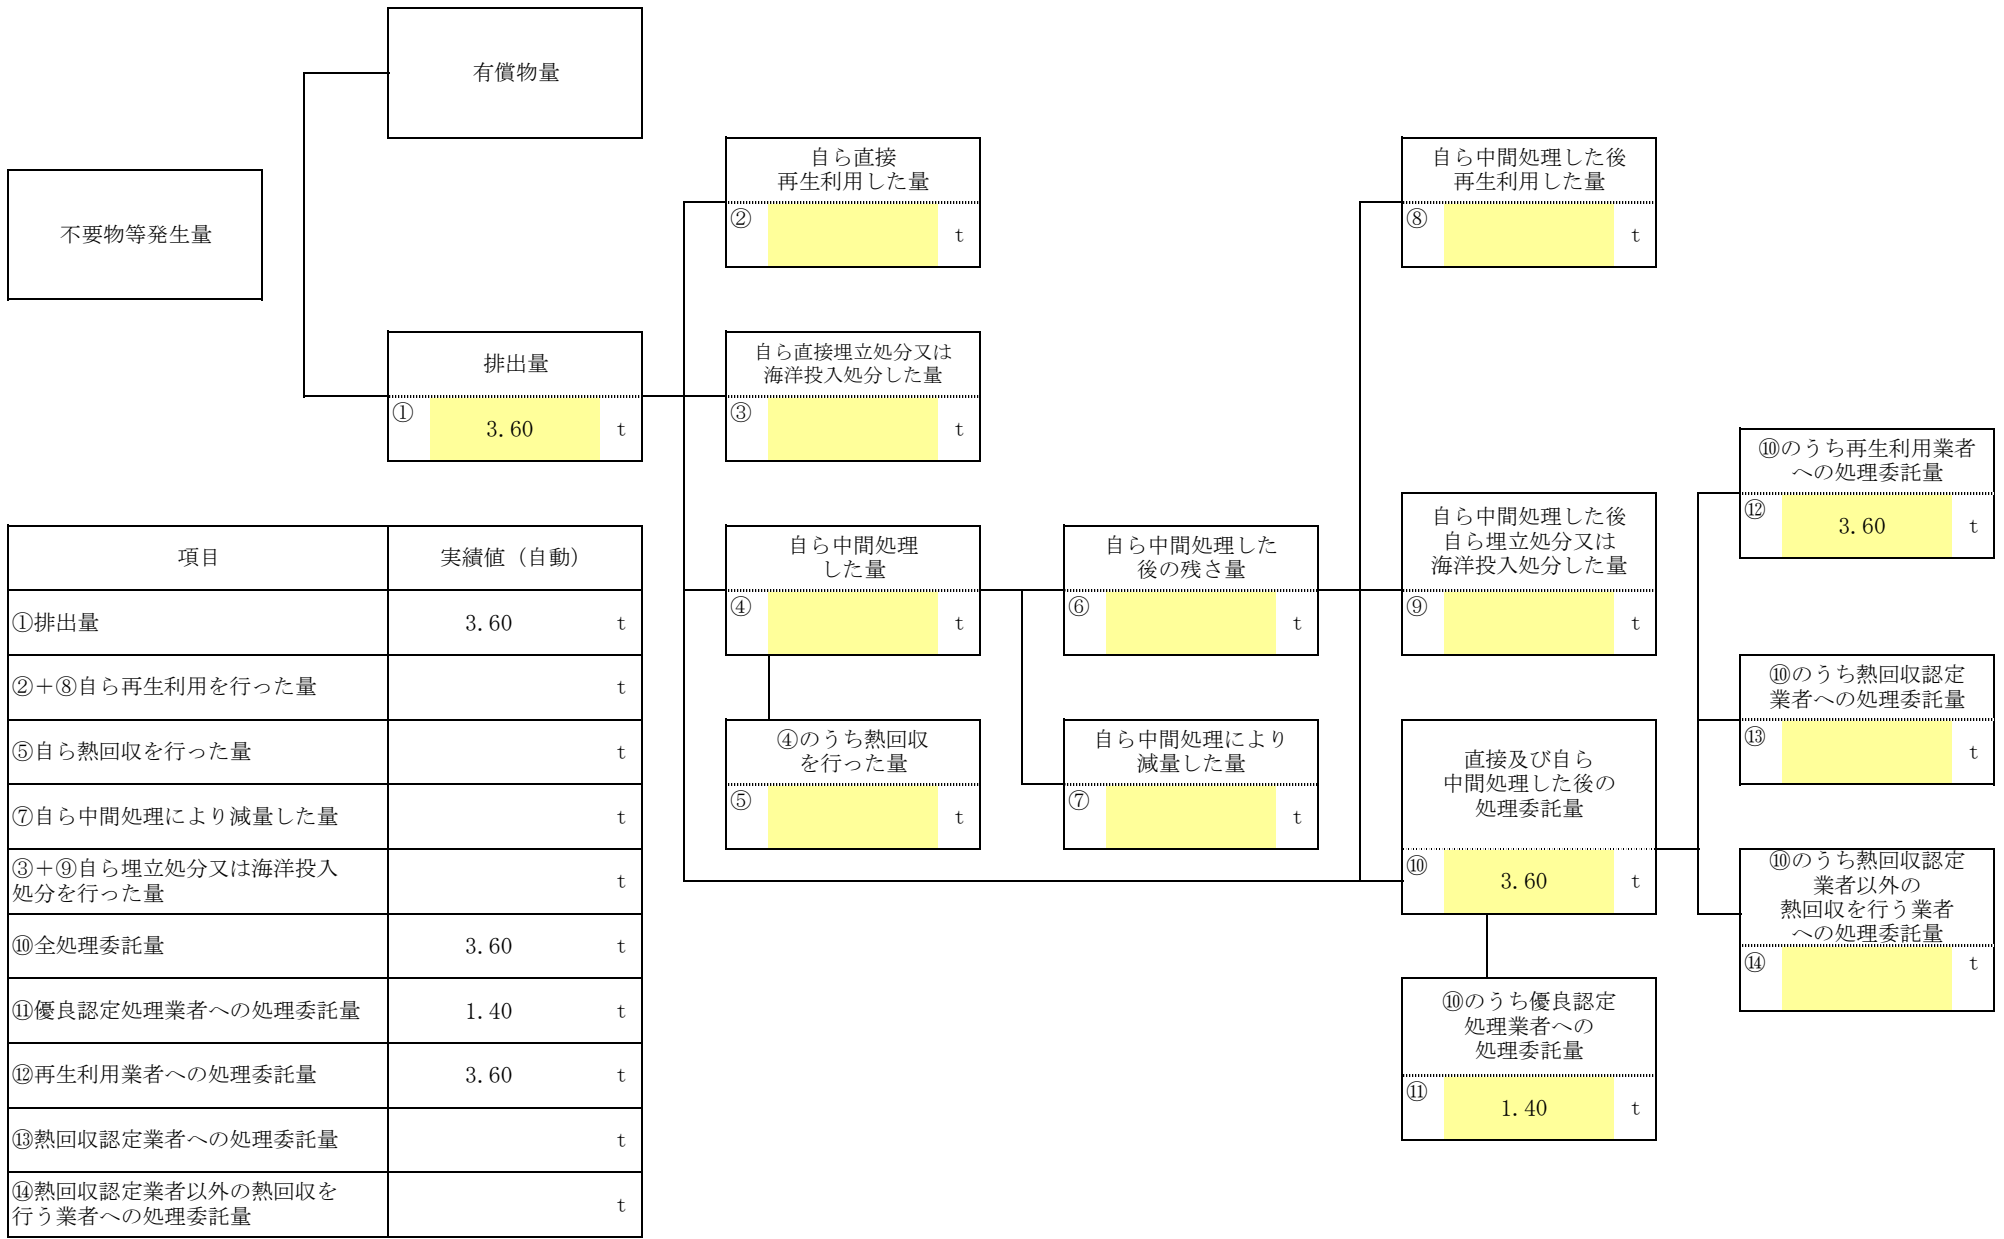 有償物量
不要物等発生量
排出量
① 3.60 t
自ら直接
再生利用した量
② t
自ら直接埋立処分又は
海洋投入処分した量
③ t
自ら中間処理
した量
④ t
④のうち熱回収
を行った量
⑤ t
自ら中間処理した
後の残さ量
⑥ t
自ら中間処理により
減量した量
⑦ t
自ら中間処理した後
再生利用した量
⑧ t
自ら中間処理した後
自ら埋立処分又は
海洋投入処分した量
⑨ t
直接及び自ら
中間処理した後の
処理委託量
⑩ 3.60 t
⑩のうち優良認定
処理業者への
処理委託量
⑪ 1.40 t
⑩のうち再生利用業者
への処理委託量
⑫ 3.60 t
⑩のうち熱回収認定
業者への処理委託量
⑬ t
⑩のうち熱回収認定
業者以外の
熱回収を行う業者
への処理委託量
⑭ t
項目 実績値（自動）
①排出量 3.60 t
②＋⑧自ら再生利用を行った量 t
⑤自ら熱回収を行った量 t
⑦自ら中間処理により減量した量 t
③＋⑨自ら埋立処分又は海洋投入
処分を行った量 t
⑩全処理委託量 3.60 t
⑪優良認定処理業者への処理委託量 1.40 t
⑫再生利用業者への処理委託量 3.60 t
⑬熱回収認定業者への処理委託量 t
⑭熱回収認定業者以外の熱回収を
行う業者への処理委託量 t